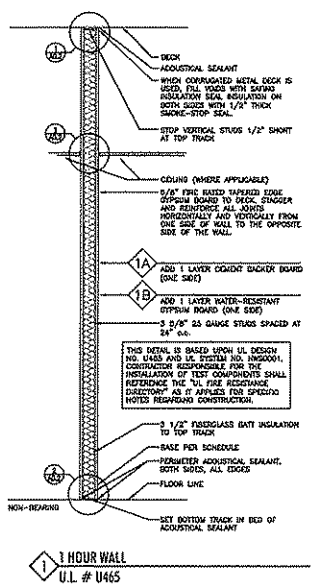 DECK
ACOUSTICAL SEALANT
WHEN CORRUGATED METAL DECK IS
USED, FILL VOIDS WITH SAFING
INSULATION SEAL INSULATION ON
BOTH SIDES WITH 1/2" THICK
SMOKE-STOP SEAL.
STOP VERTICAL STUDS 1/2" SHORT
AT TOP TRACK
CEILING (WHERE APPLICABLE)
5/8" FIRE RATED TAPERED EDGE
GYPSUM BOARD TO DECK, STAGGER
AND REINFORCE ALL JOINTS
HORIZONTALLY AND VERTICALLY FROM
ONE SIDE OF WALL TO THE OPPOSITE
SIDE OF THE WALL.
1A
ADD 1 LAYER CEMENT BACKER BOARD
(ONE SIDE)
1B
ADD 1 LAYER WATER-RESISTANT
GYPSUM BOARD (ONE SIDE)
3 5/8" 25 GAUGE STUDS SPACED AT
24" o.c.
THIS DETAIL IS BASED UPON UL DESIGN
NO. U465 AND UL SYSTEM NO.
CONTRACTOR RESPONSIBLE FOR THE
INSTALLATION OF TEST COMPONENTS SHALL
REFERENCE THE "UL FIRE RESISTANCE
DIRECTORY" AS IT APPLIES FOR SPECIFIC
NOTES REGARDING CONSTRUCTION.
3 1/2" FIBERGLASS BATT INSULATION
TO TOP TRACK
BASE PER SCHEDULE
PERIMETER ACOUSTICAL SEALANT,
BOTH SIDES, ALL EDGES
FLOOR LINE
NON-BEARING
SET BOTTOM TRACK IN BED OF
ACOUSTICAL SEALANT
1
1 HOUR WALL
U.L. # U465